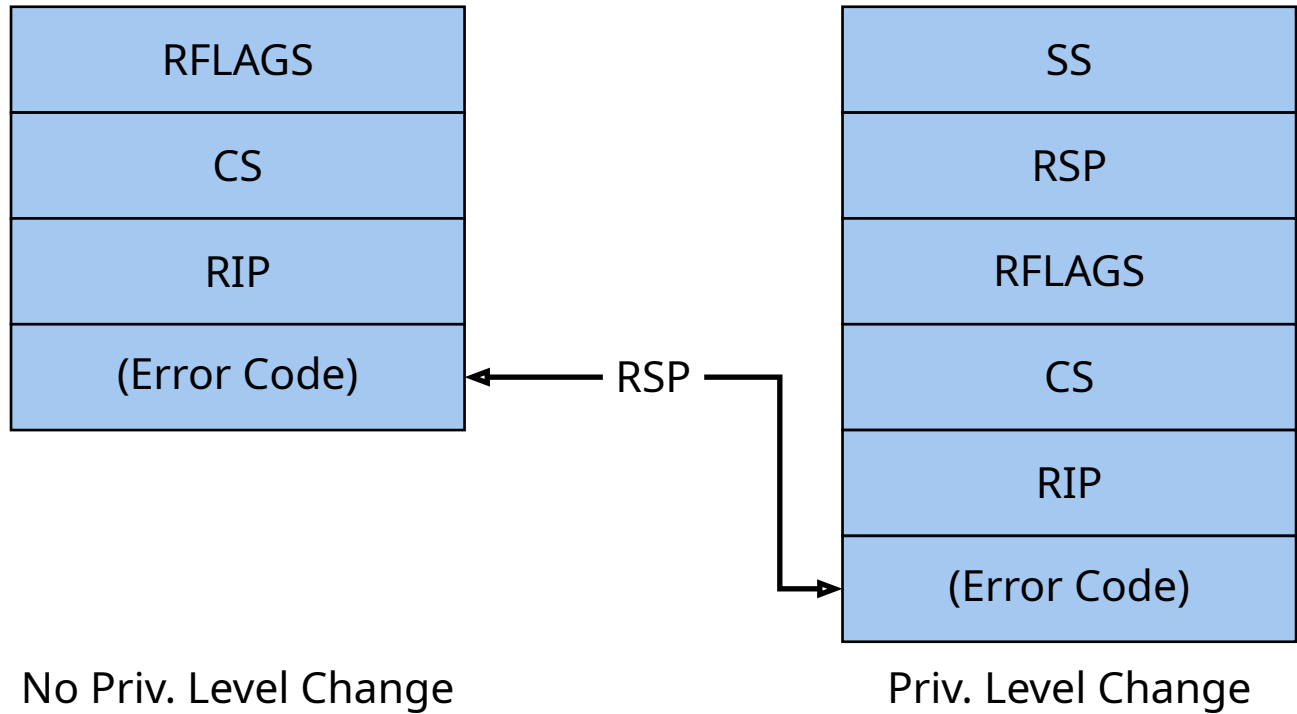 RFLAGS
CS
RIP
(Error Code)
RSP
SS
RSP
RFLAGS
CS
RIP
(Error Code)
No Priv. Level Change
Priv. Level Change